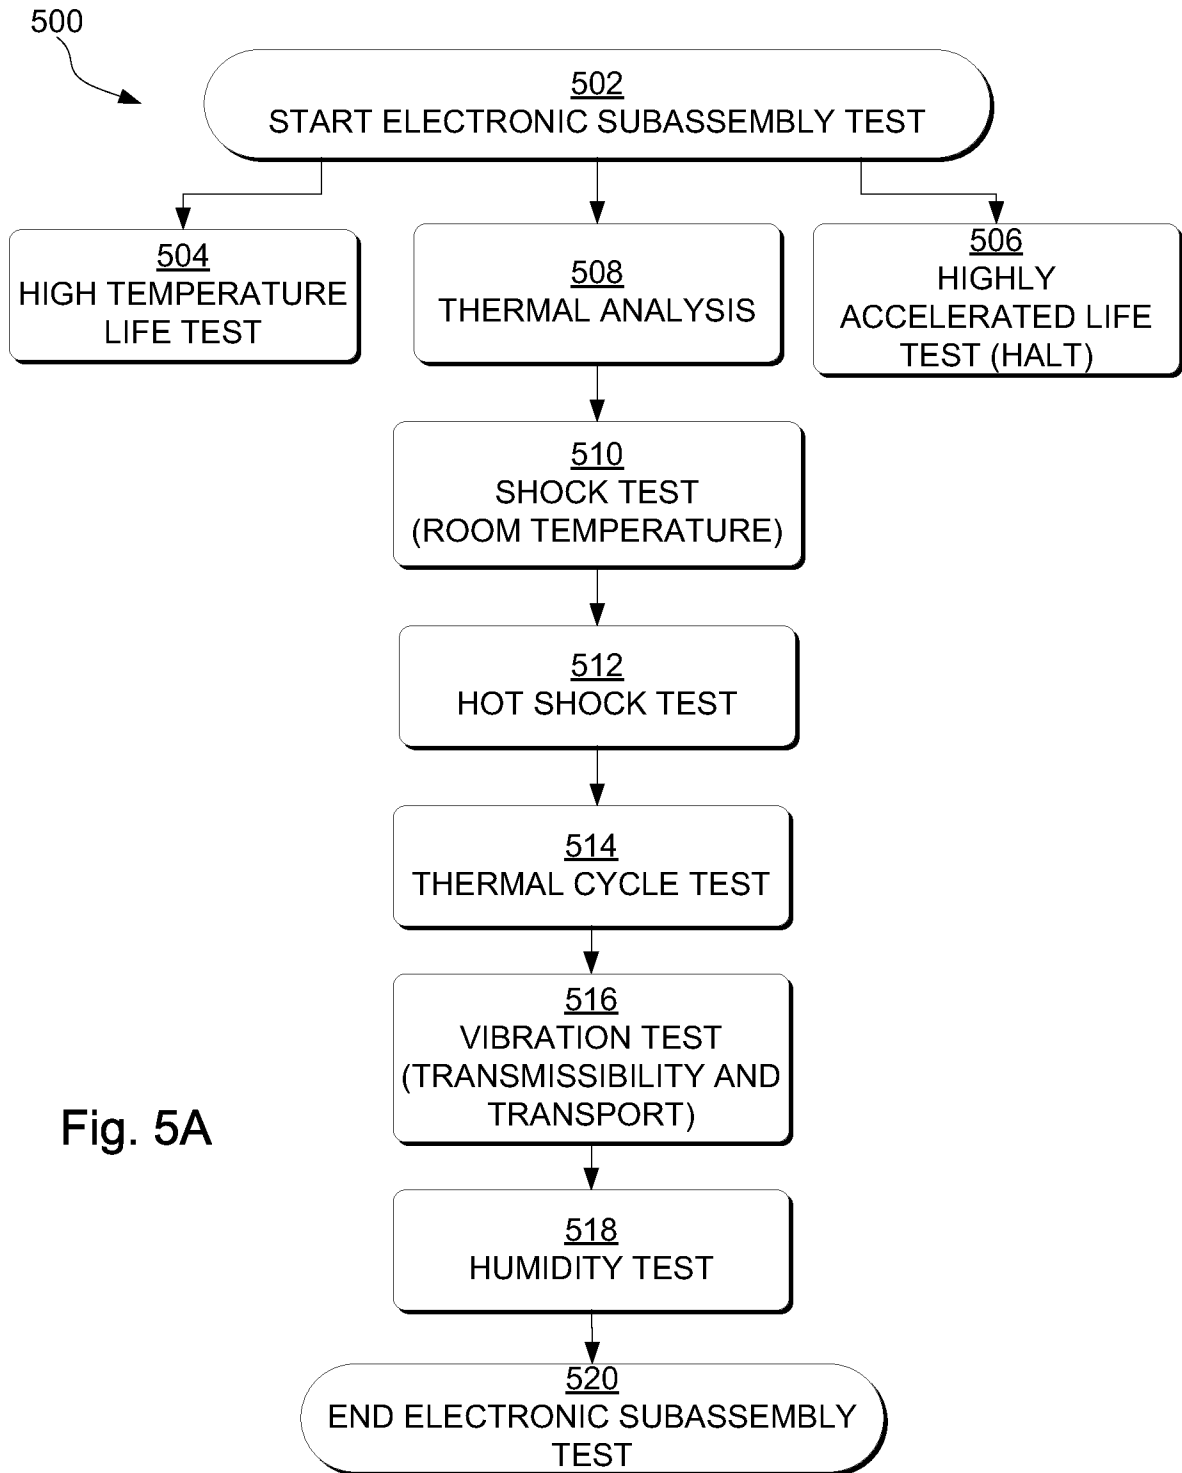 500
502
START ELECTRONIC SUBASSEMBLY TEST
504
HIGH TEMPERATURE
LIFE TEST
508
THERMAL ANALYSIS
506
HIGHLY
ACCELERATED LIFE
TEST (HALT)
510
SHOCK TEST
(ROOM TEMPERATURE)
512
HOT SHOCK TEST
514
THERMAL CYCLE TEST
516
VIBRATION TEST
(TRANSMISSIBILITY AND
TRANSPORT)
Fig. 5A
518
HUMIDITY TEST
520
END ELECTRONIC SUBASSEMBLY
TEST